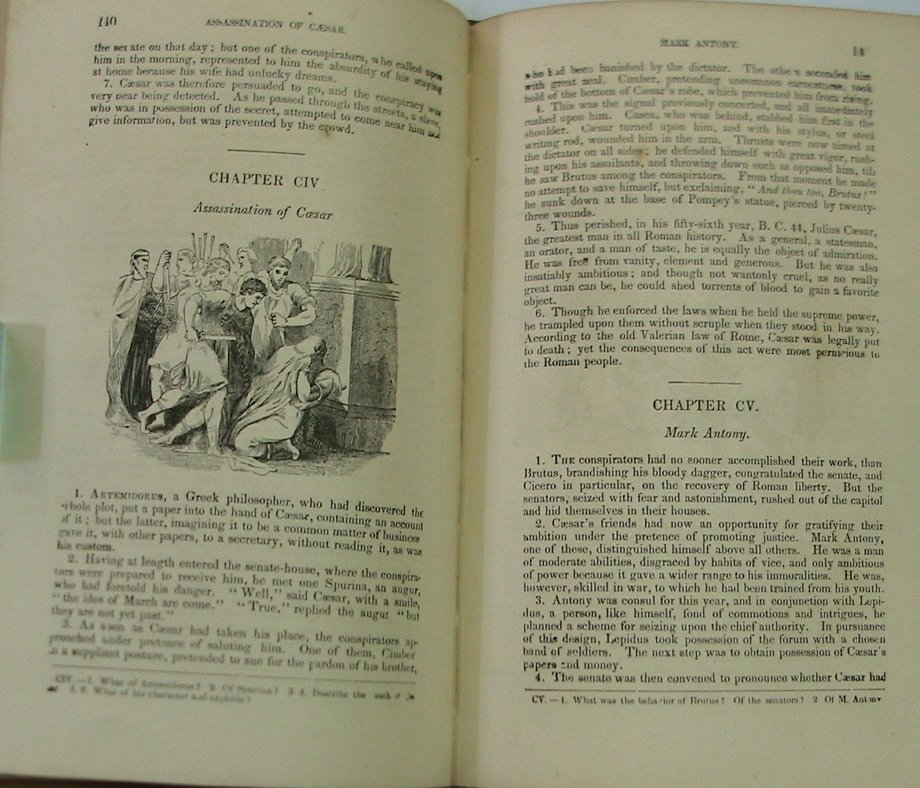 140
ASSASSINATION OF CÆSAR.
the senate on that day; but one of the conspirators, who called upon
him in the morning, represented to him the absurdity of his staying
at home because his wife had unlucky dreams.
7. Cæsar was therefore persuaded to go, and the conspiracy was
very near being detected. As he passed through the streets, a slave,
who was in possession of the secret, attempted to come near him and
give information, but was prevented by the crowd.
CHAPTER CIV
Assassination of Cæsar
1. ARTEMIDORUS, a Greek philosopher, who had discovered the
whole plot, put a paper into the hand of Cæsar, containing an account
of it; but the latter, imagining it to be a common matter of business
gave it, with other papers, to a secretary, without reading it, as was
his custom.
2. Having at length entered the senate-house, where the conspira-
tors were prepared to receive him, he met one Spurina, an augur,
who had foretold his danger. "Well," said Cæsar, with a smile,
"the ides of March are come." "True," replied the augut "but
they are not yet past."
3. As soon as Cæsar had taken his place, the conspirators ap-
proached under pretence of saluting him. One of them, Cimber
in a suppliant posture, pretended to sue for the pardon of his brother,
CIV.—1. What of Artemidorus? 2. Of Spurina? 3 4. Describe the
5 6. What of his character and exploits?
MARK ANTONY.
14
who had been banished by the dictator. The others seconded him
with great zeal. Cimber, pretending uncommon earnestness, took
hold of the bottom of Cæsar's robe, which prevented him from rising.
4. This was the signal previously concerted, and all immediately
rushed upon him. Casca, who was behind, stabbed him first in the
shoulder. Cæsar turned upon him, and with his stylus, or steel
writing rod, wounded him in the arm. Thrusts were now aimed at
the dictator on all sides; he defended himself with great vigor, rush-
ing upon his assailants, and throwing down such as opposed him, till
he saw Brutus among the conspirators. From that moment he made
no attempt to save himself, but exclaiming, "And thou too, Brutus!"
he sunk down at the base of Pompey's statue, pierced by twenty-
three wounds.
5. Thus perished, in his fifty-sixth year, B. C. 44, Julius Cæsar,
the greatest man in all Roman history. As a general, a statesman,
an orator, and a man of taste, he is equally the object of admiration.
He was free from vanity, clement and generous. But he was also
insatiably ambitious; and though not wantonly cruel, as no really
great man can be, he could shed torrents of blood to gain a favorite
object.
6. Though he enforced the laws when he held the supreme power,
he trampled upon them without scruple when they stood in his way.
According to the old Valerian law of Rome, Cæsar was legally put
to death; yet the consequences of this act were most pernicious to
the Roman people.
CHAPTER CV.
Mark Antony.
1. THE conspirators had no sooner accomplished their work, than
Brutus, brandishing his bloody dagger, congratulated the senate, and
Cicero in particular, on the recovery of Roman liberty. But the
senators, seized with fear and astonishment, rushed out of the capitol
and hid themselves in their houses.
2. Cæsar's friends had now an opportunity for gratifying their
ambition under the pretence of promoting justice. Mark Antony,
one of these, distinguished himself above all others. He was a man
of moderate abilities, disgraced by habits of vice, and only ambitious
of power because it gave a wider range to his immoralities. He was,
however, skilled in war, to which he had been trained from his youth.
3. Antony was consul for this year, and in conjunction with Lepi-
dus, a person, like himself, fond of commotions and intrigues, he
planned a scheme for seizing upon the chief authority. In pursuance
of this design, Lepidus took possession of the forum with a chosen
band of soldiers. The next step was to obtain possession of Cæsar's
papers and money.
4. The senate was then convened to pronounce whether Cæsar had
CV.—1. What was the behavior of Brutus? Of the senators? 2 Of M. Antony